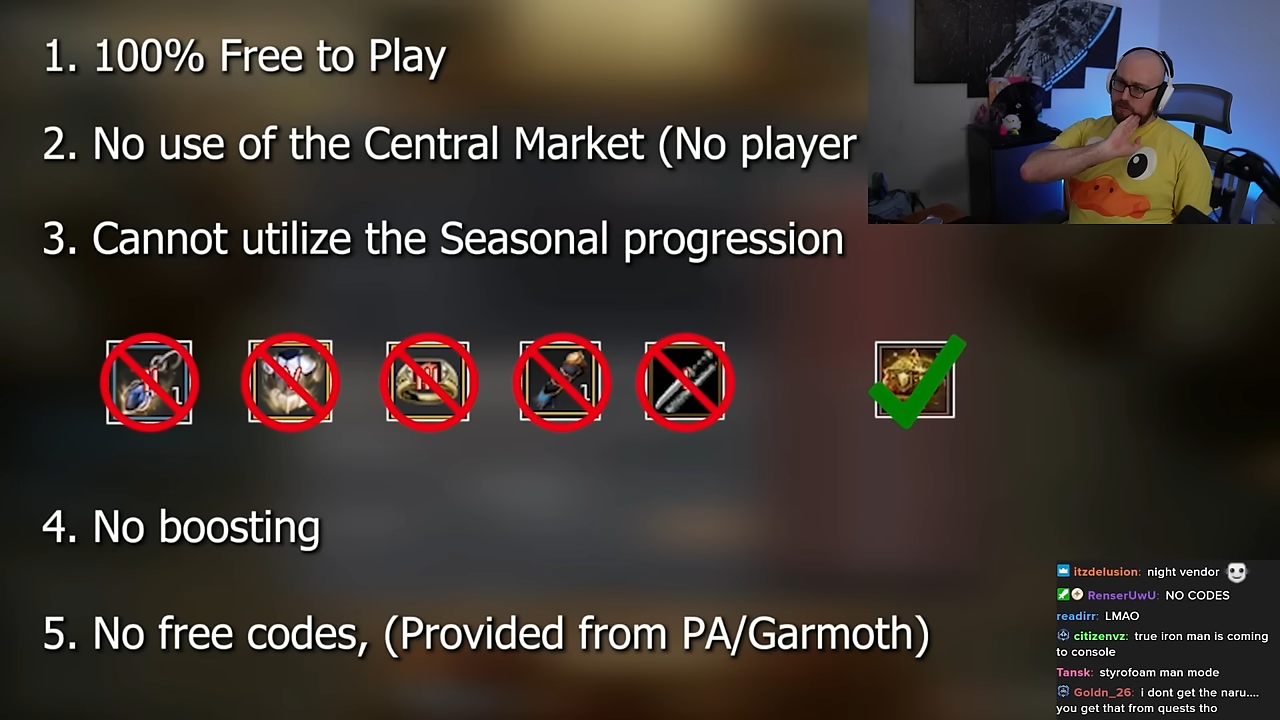 1. 100% Free to Play
2. No use of the Central Market (No player
3. Cannot utilize the Seasonal progression
4. No boosting
5. No free codes, (Provided from PA/Garmoth)
itzdelusion: night vendor
RenserUwU: NO CODES
readirr: LMAO
citizenvz: true iron man is coming
to console
Tansk: styrofoam man mode
Goldn_26: i dont get the naru....
you get that from quests tho